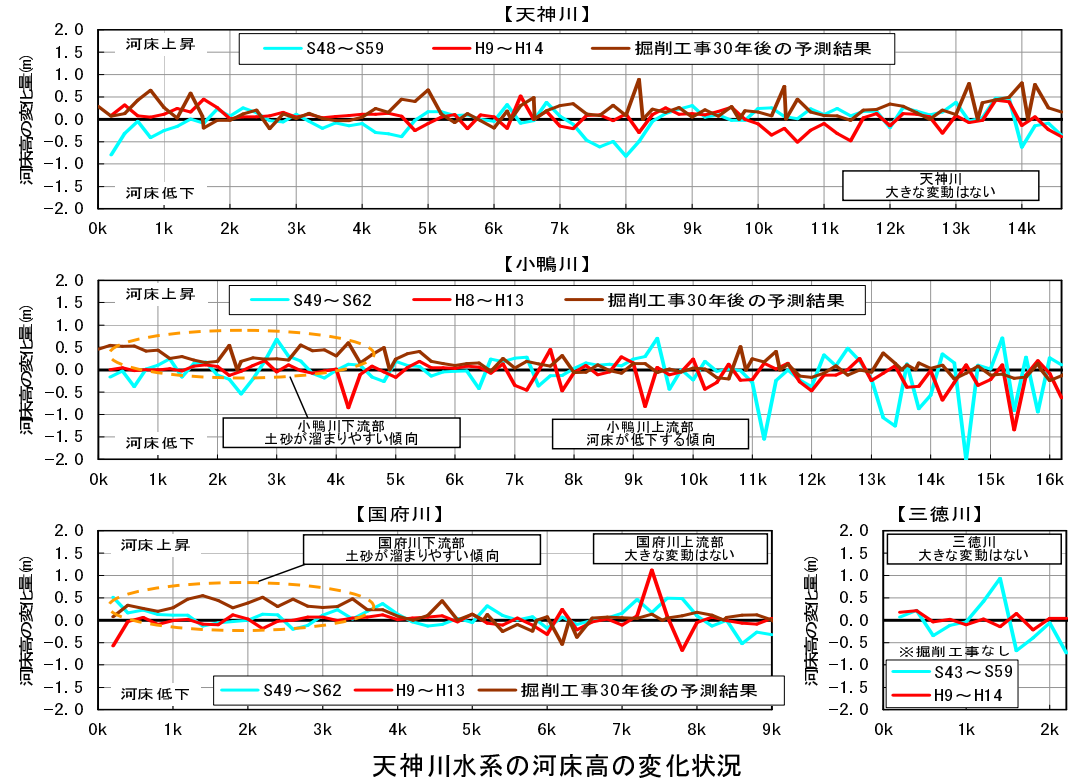 【天神川】
河床高の変化量(m)
2.0
1.5
1.0
0.5
0.0
-0.5
-1.0
-1.5
-2.0
河床上昇
S48～S59
H9～H14
掘削工事30年後の予測結果
河床低下
天神川
大きな変動はない
0k 1k 2k 3k 4k 5k 6k 7k 8k 9k 10k 11k 12k 13k 14k
【小鴨川】
河床高の変化量(m)
2.0
1.5
1.0
0.5
0.0
-0.5
-1.0
-1.5
-2.0
河床上昇
S49～S62
H8～H13
掘削工事30年後の予測結果
河床低下
小鴨川下流部
土砂が溜まりやすい傾向
小鴨川上流部
河床が低下する傾向
0k 1k 2k 3k 4k 5k 6k 7k 8k 9k 10k 11k 12k 13k 14k 15k 16k
【国府川】
河床高の変化量(m)
2.0
1.5
1.0
0.5
0.0
-0.5
-1.0
-1.5
-2.0
河床上昇
国府川下流部
土砂が溜まりやすい傾向
国府川上流部
大きな変動はない
河床低下
S49～S62
H9～H13
掘削工事30年後の予測結果
0k 1k 2k 3k 4k 5k 6k 7k 8k 9k
【三徳川】
河床高の変化量(m)
2.0
1.5
1.0
0.5
0.0
-0.5
-1.0
-1.5
-2.0
三徳川
大きな変動はない
※掘削工事なし
S43～S59
H9～H14
0k 1k 2k
天神川水系の河床高の変化状況